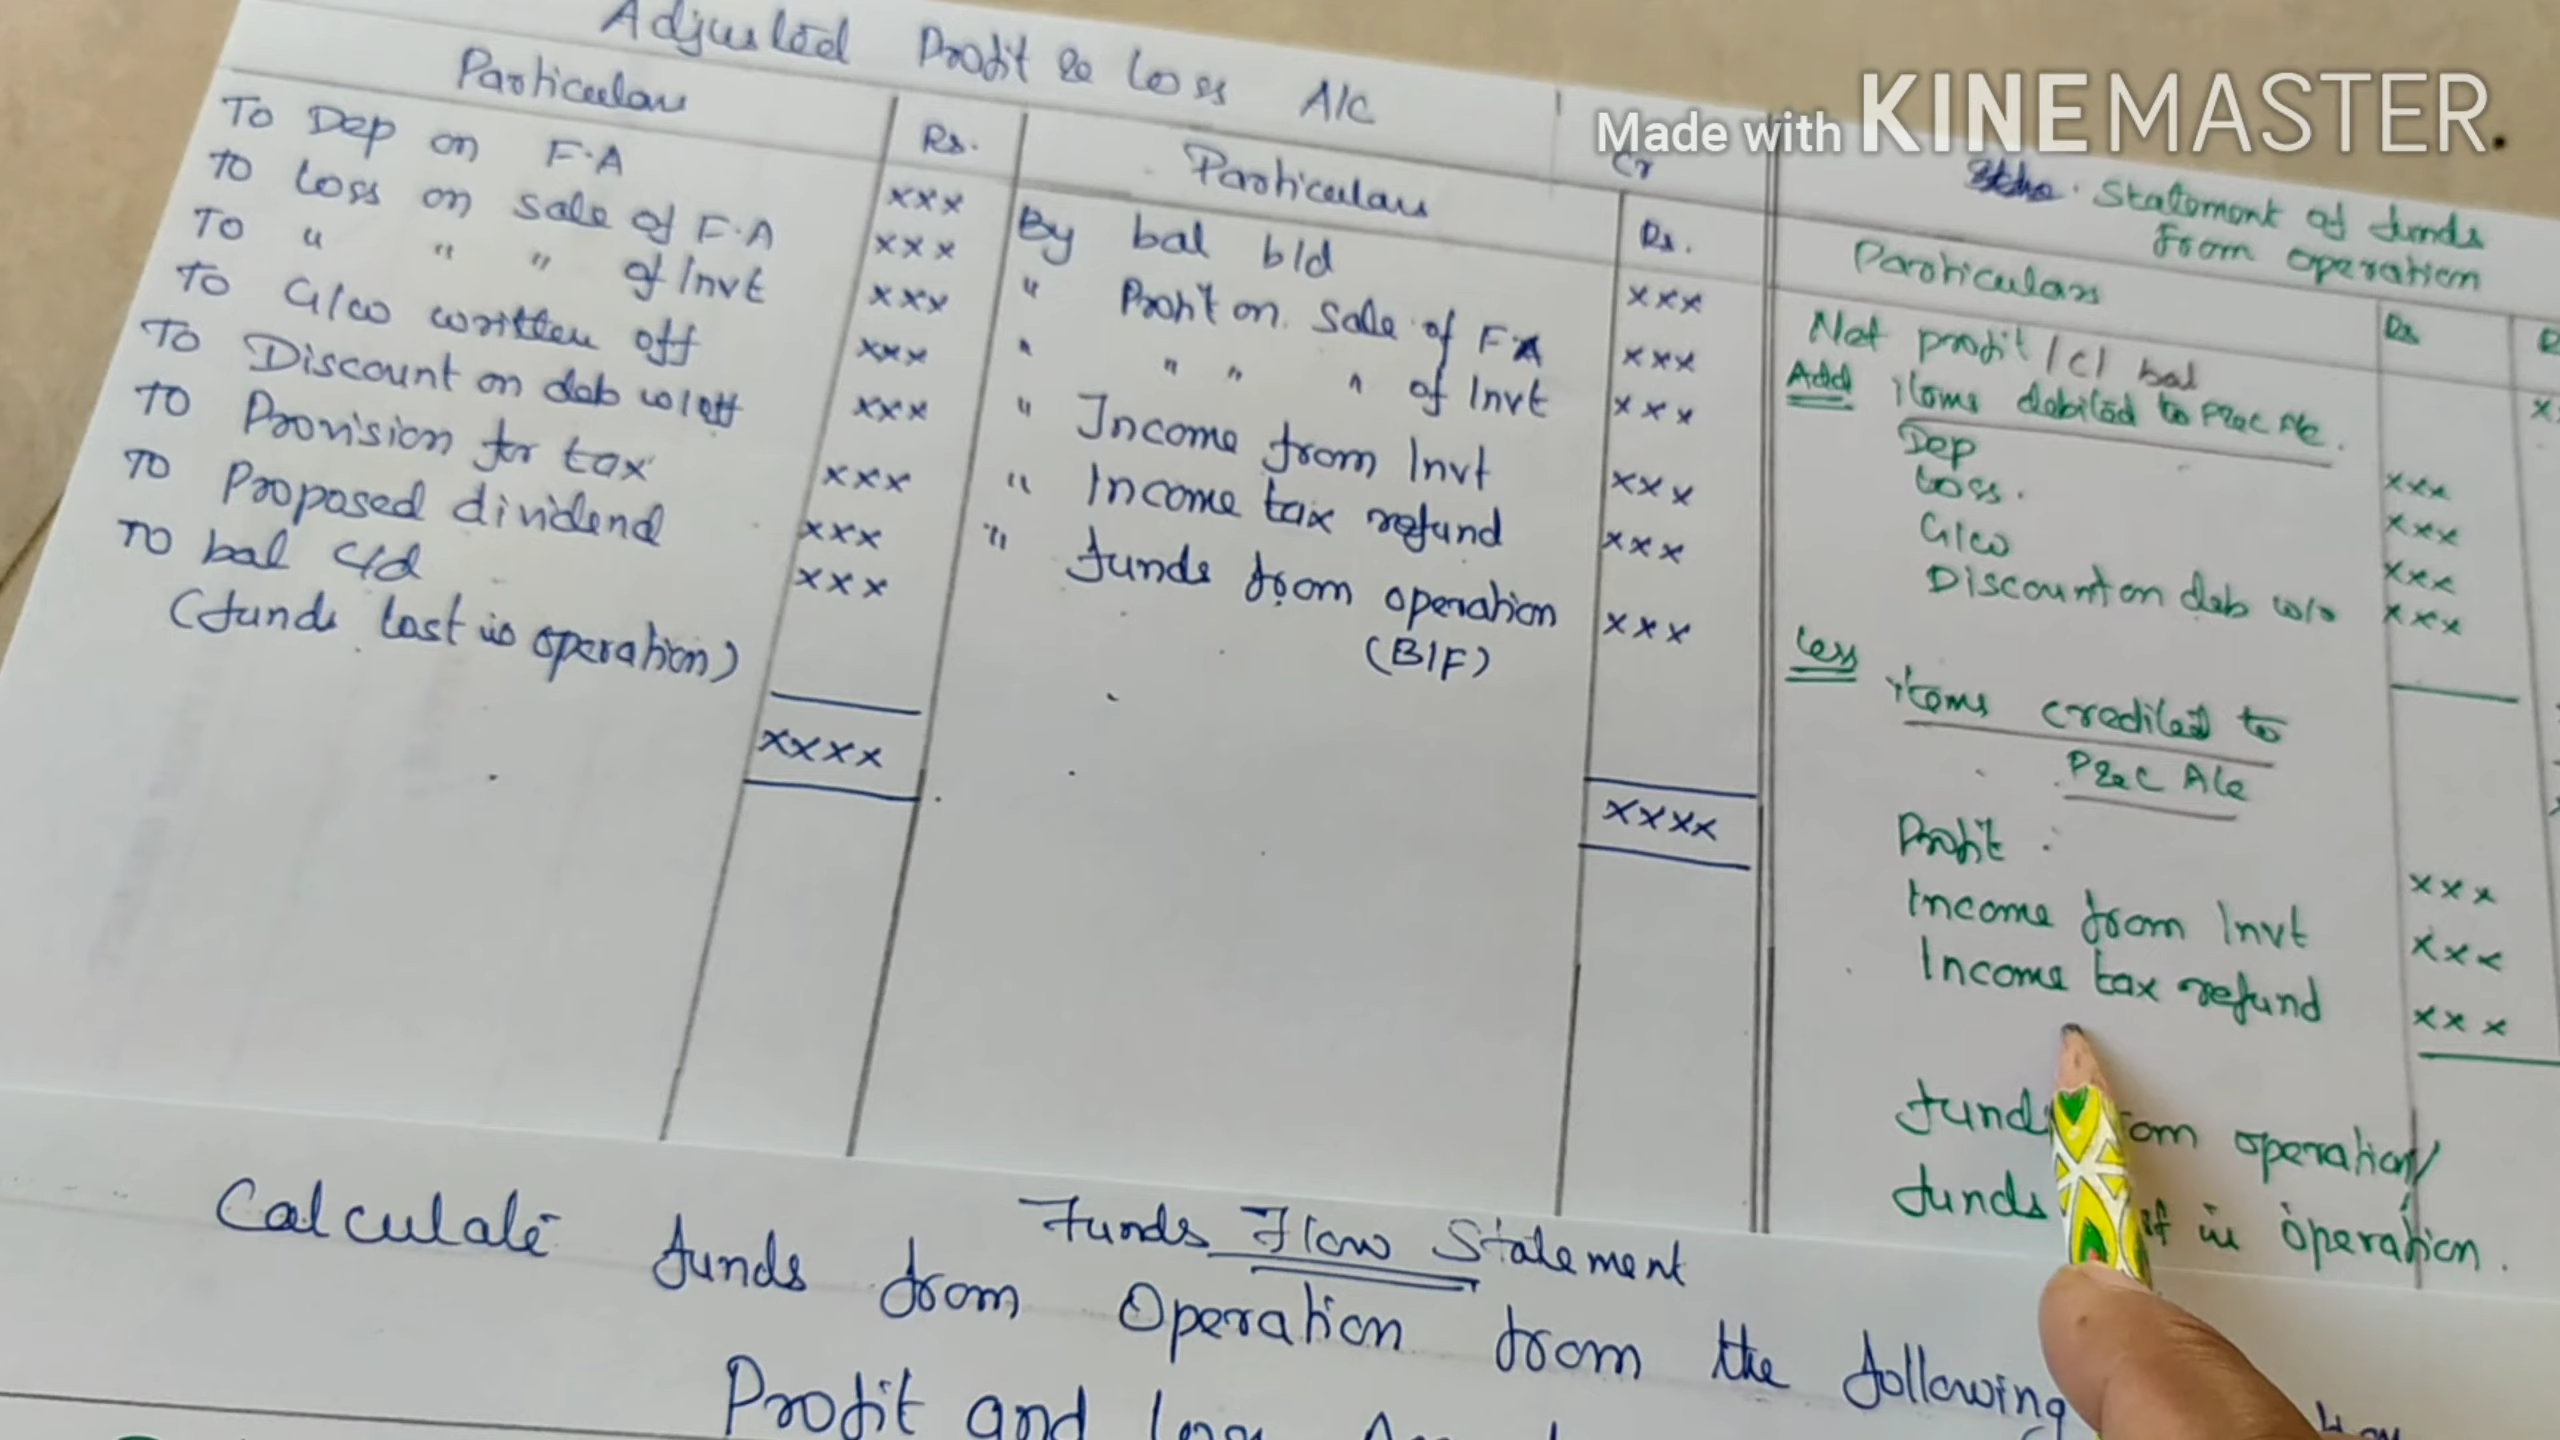 Adjusted Profit & Loss A/C
Particulars
Rs.
To Dep on F.A
xxx
To Loss on sale of F.A
xxx
To " " " of Invt
xxx
To G/w written off
xxx
To Discount on deb w/off
xxx
To Provision for tax
xxx
To Proposed dividend
xxx
To bal c/d
xxx
(funds lost in operation)
xxxx
Cr
Particulars
Rs.
By bal b/d
xxx
" Profit on sale of F.A
xxx
" " " " of Invt
xxx
" Income from Invt
xxx
" Income tax refund
xxx
" funds from operation
xxx
(B/F)
xxxx
Made with KINEMASTER.
Statement of funds
from operation
Particulars
Rs
Net profit / cl bal
Add items debited to P&L A/c.
Dep
xxx
Loss.
xxx
G/w
xxx
Discount on deb w/o
xxx
Less items credited to
P&L A/c
Profit
xxx
Income from Invt
xxx
Income tax refund
xxx
operation/
funds in operation.
Funds Flow Statement
Calculate funds from Operation from the following
Profit and